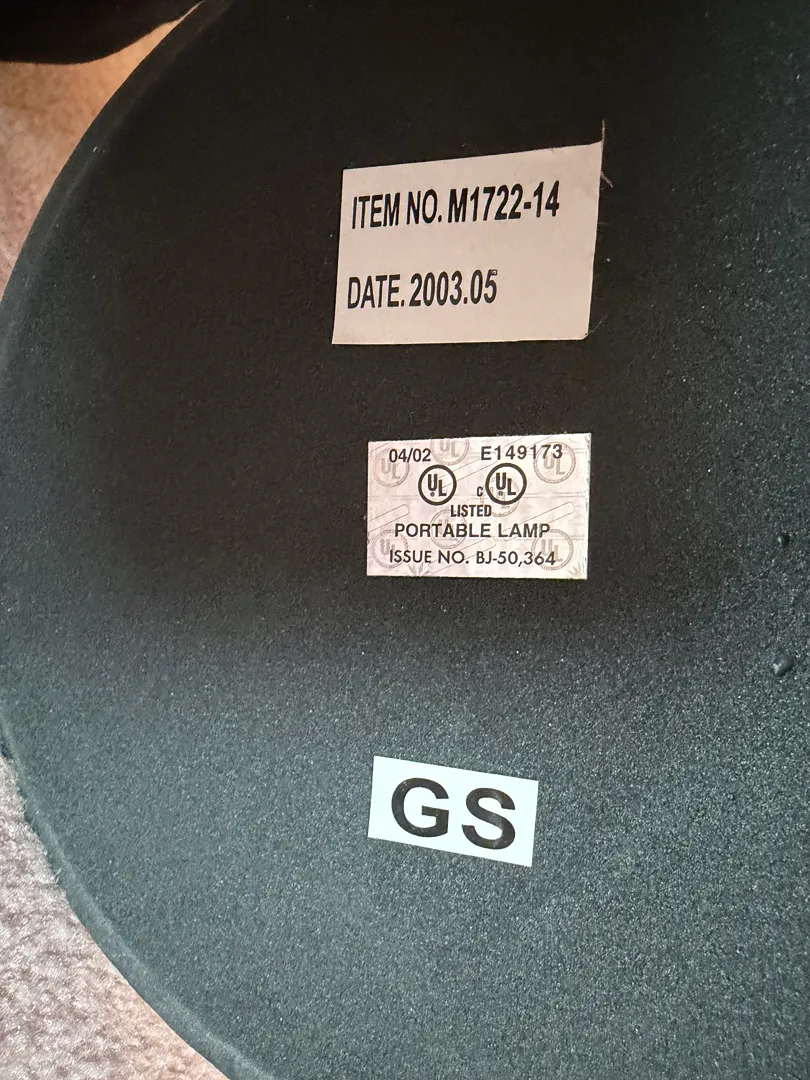 ITEM NO. M1722-14
DATE. 2003.05
04/02 E149173
UL C UL
LISTED
PORTABLE LAMP
ISSUE NO. BJ-50,364
GS